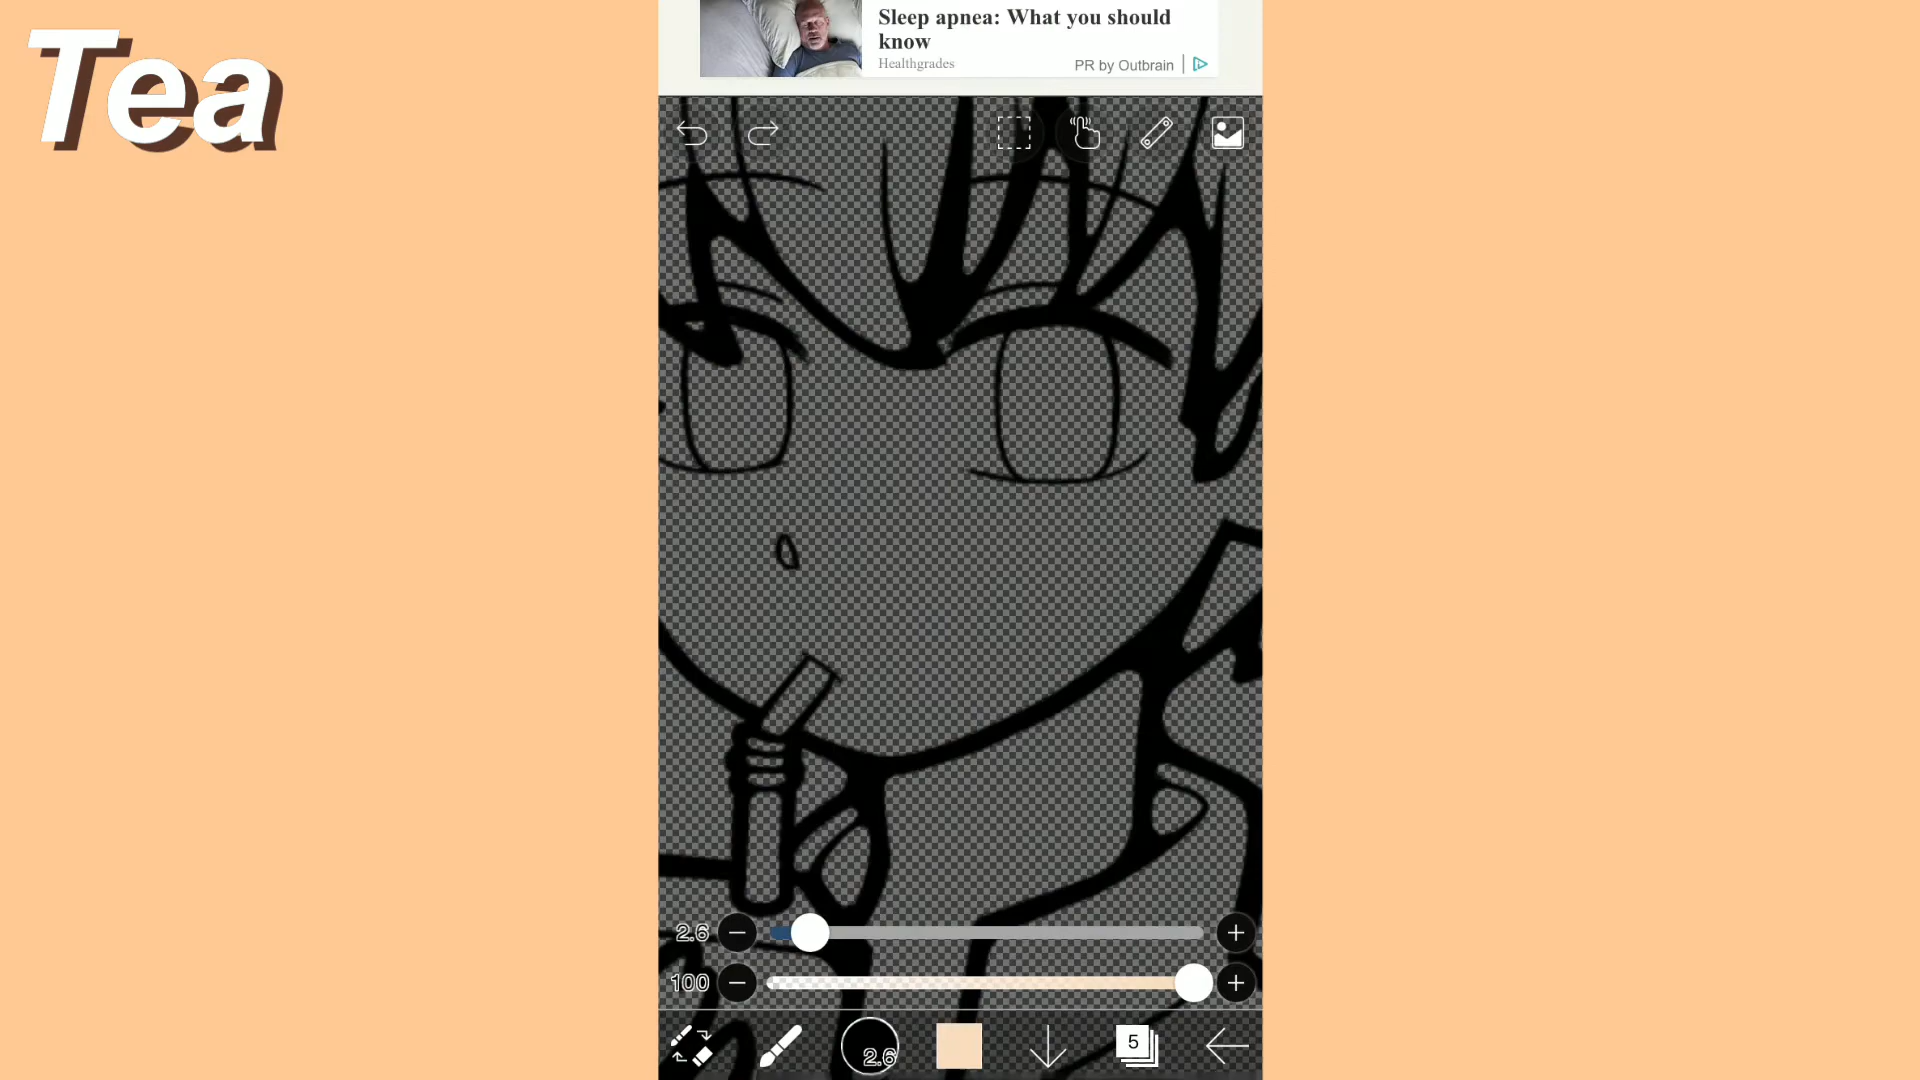 Tea
Sleep apnea: What you should
know
Healthgrades
PR by Outbrain
2.6
100
2.6
5